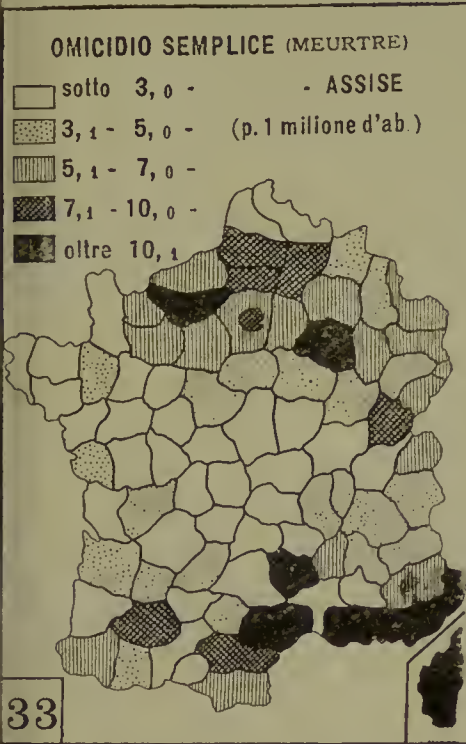 OMICIDIO SEMPLICE (MEURTRE)
sotto 3,0 - - ASSISE
3,1 - 5,0 - (p. 1 milione d'ab.)
5,1 - 7,0 -
7,1 - 10,0 -
oltre 10,1
33